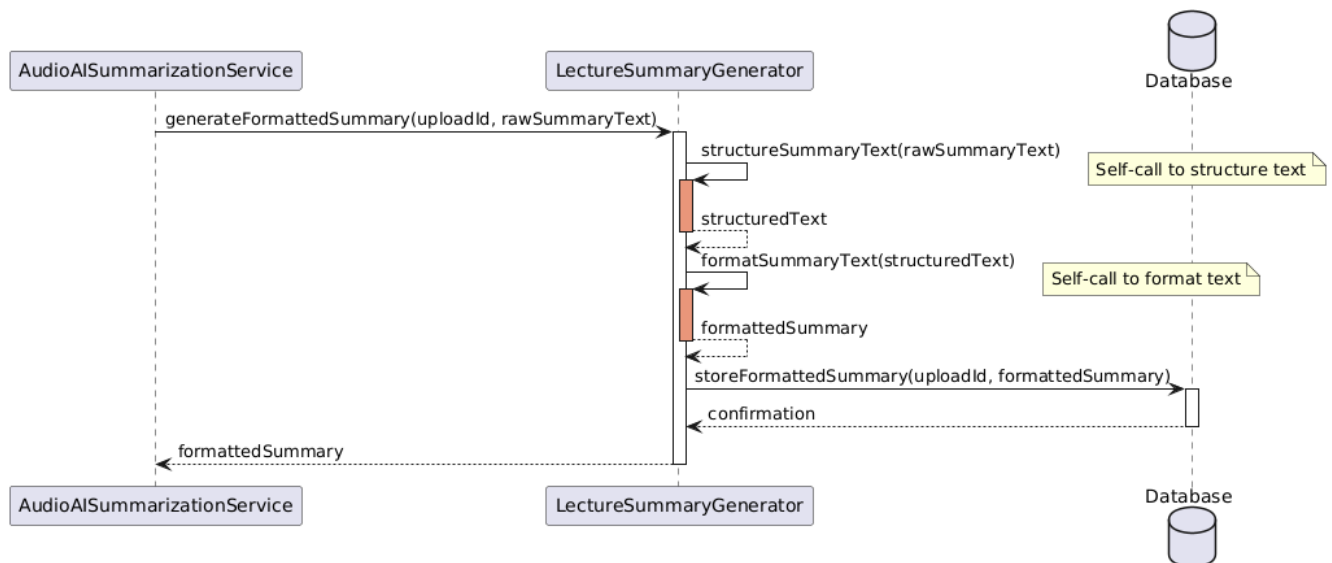 AudioAISummarizationService
LectureSummaryGenerator
Database
generateFormattedSummary(uploadId, rawSummaryText)
structureSummaryText(rawSummaryText)
Self-call to structure text
structuredText
formatSummaryText(structuredText)
Self-call to format text
formattedSummary
storeFormattedSummary(uploadId, formattedSummary)
confirmation
formattedSummary
AudioAISummarizationService
LectureSummaryGenerator
Database